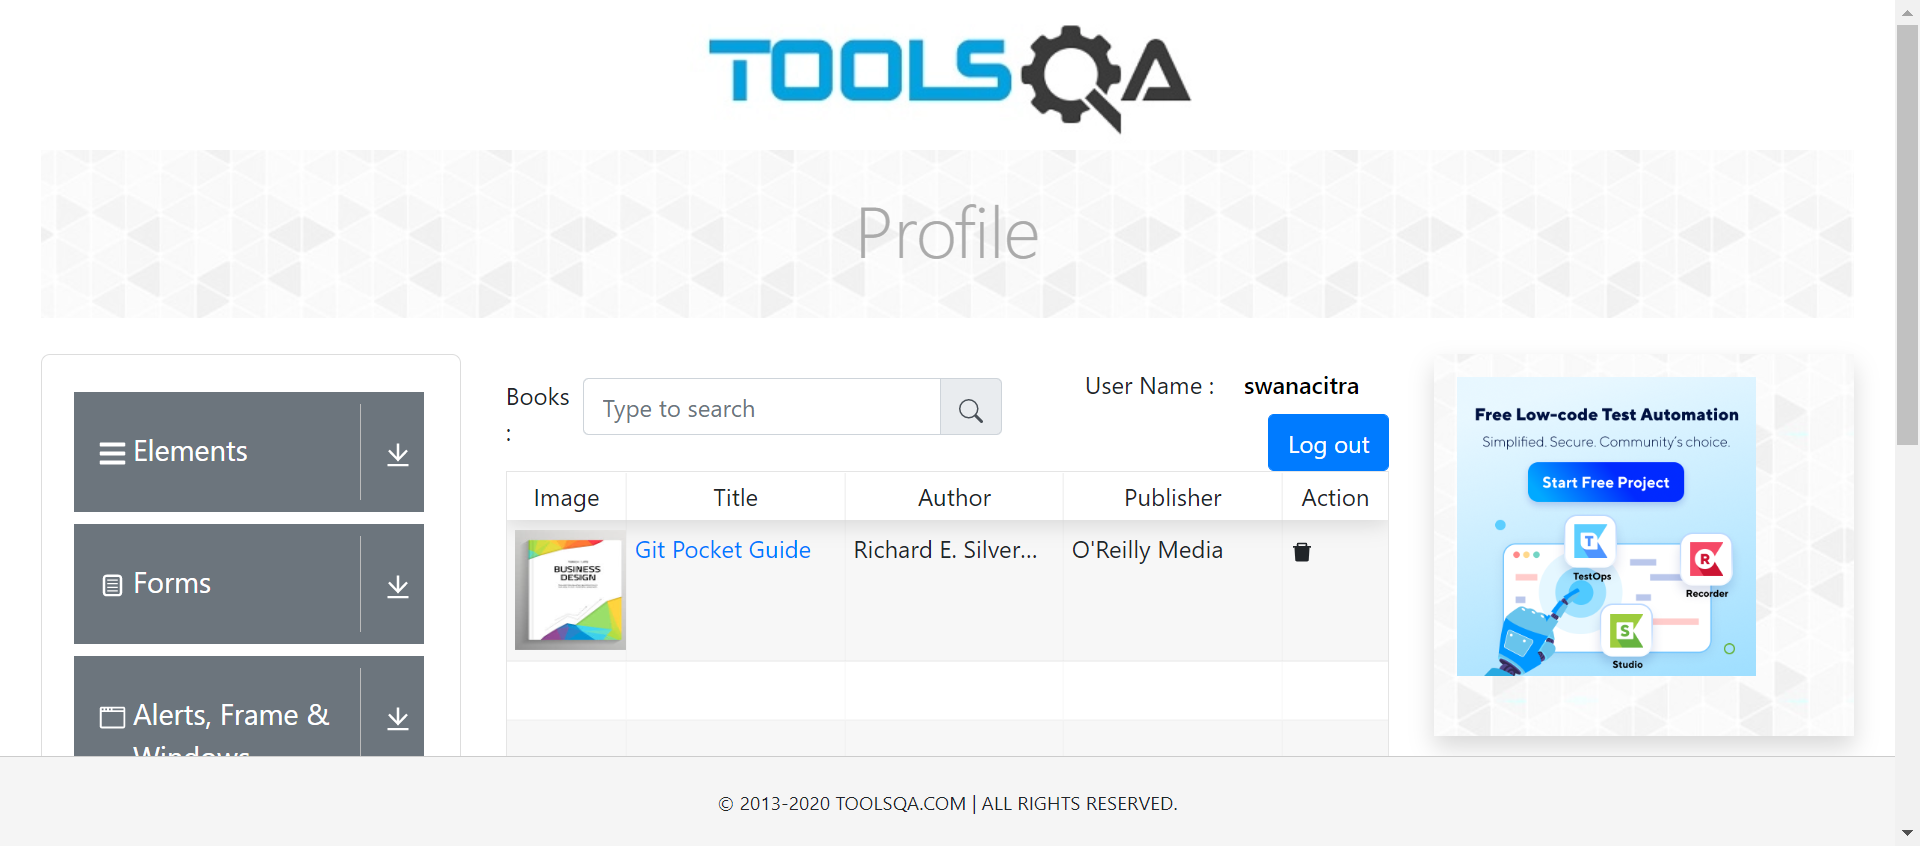 TOOLSQA
Profile
Elements
Forms
Alerts, Frame &
Windows
Books
:
Type to search
User Name :
swanacitra
Log out
Image
Title
Author
Publisher
Action
BUSINESS
DESIGN
Git Pocket Guide
Richard E. Silver...
O'Reilly Media
Free Low-code Test Automation
Simplified. Secure. Community's choice.
Start Free Project
T
TestOps
R
Recorder
S
Studio
© 2013-2020 TOOLSQA.COM | ALL RIGHTS RESERVED.